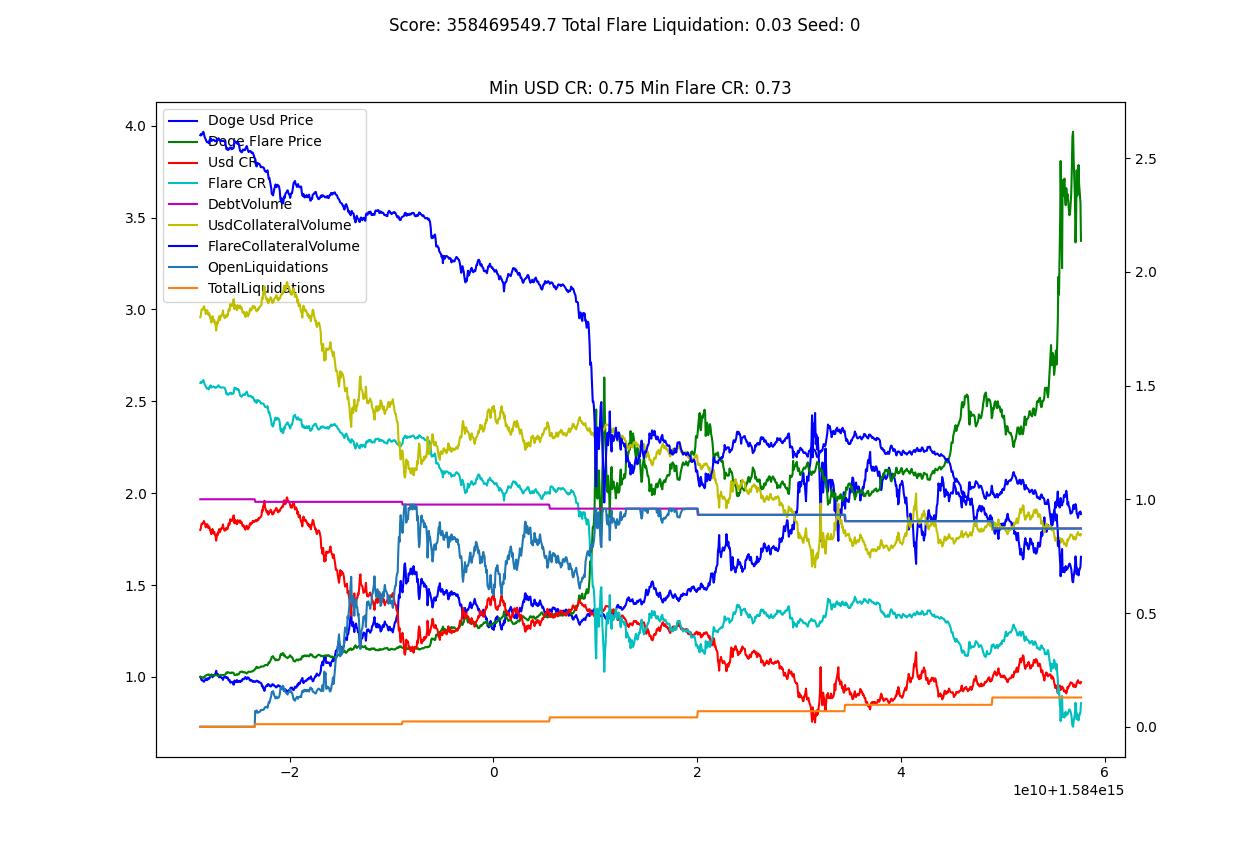 Score: 358469549.7 Total Flare Liquidation: 0.03 Seed: 0
Min USD CR: 0.75 Min Flare CR: 0.73
Doge Usd Price
Doge Flare Price
Usd CR
Flare CR
DebtVolume
UsdCollateralVolume
FlareCollateralVolume
OpenLiquidations
TotalLiquidations
4.0
3.5
3.0
2.5
2.0
1.5
1.0
2.5
2.0
1.5
1.0
0.5
0.0
−2
0
2
4
6
1e10+1.584e15